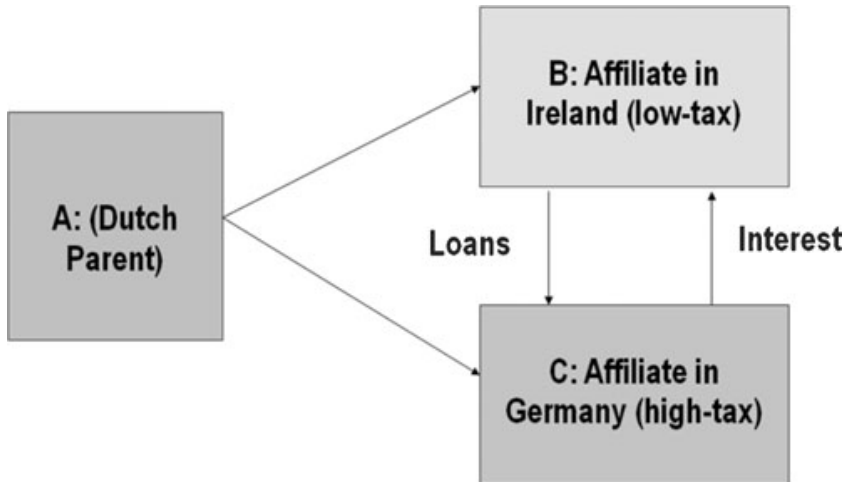 B: Affiliate in
Ireland (low-tax)
A: (Dutch
Parent)
Loans
Interest
C: Affiliate in
Germany (high-tax)